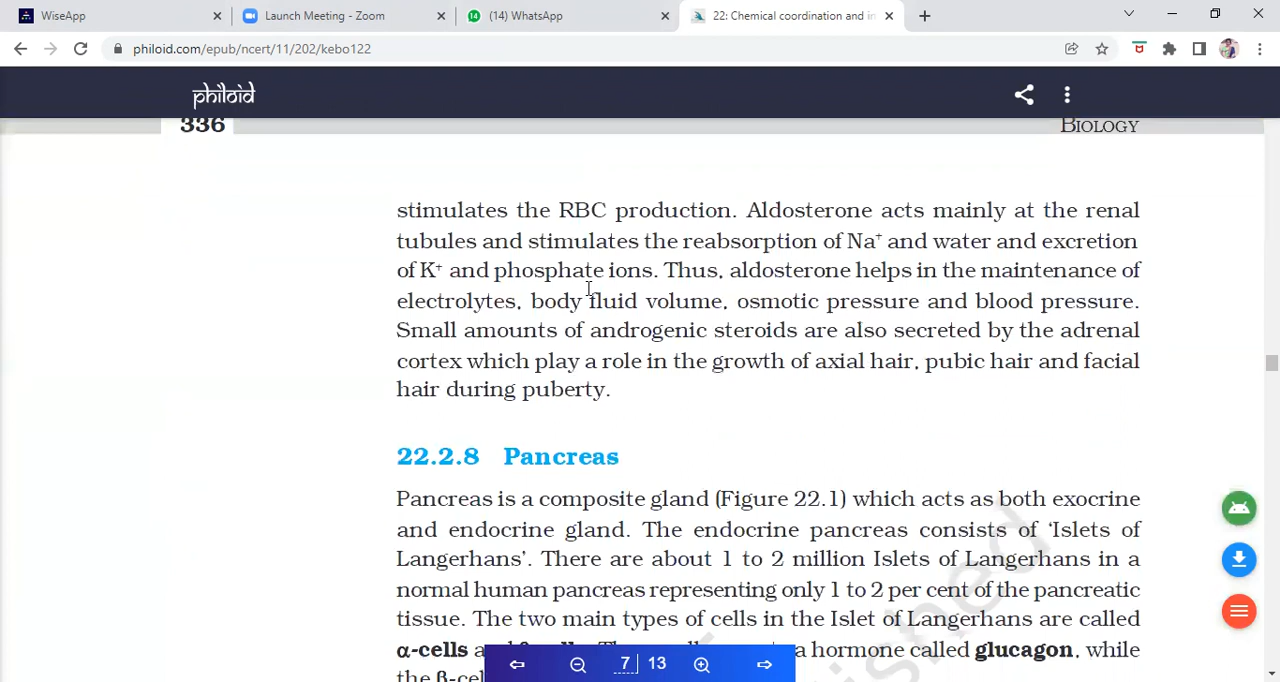 WiseApp
Launch Meeting - Zoom
(14) WhatsApp
22: Chemical coordination and in
philoid.com/epub/ncert/11/202/kebo122
philoid
336
BIOLOGY
stimulates the RBC production. Aldosterone acts mainly at the renal
tubules and stimulates the reabsorption of Na+ and water and excretion
of K+ and phosphate ions. Thus, aldosterone helps in the maintenance of
electrolytes, body fluid volume, osmotic pressure and blood pressure.
Small amounts of androgenic steroids are also secreted by the adrenal
cortex which play a role in the growth of axial hair, pubic hair and facial
hair during puberty.
22.2.8 Pancreas
Pancreas is a composite gland (Figure 22.1) which acts as both exocrine
and endocrine gland. The endocrine pancreas consists of ‘Islets of
Langerhans’. There are about 1 to 2 million Islets of Langerhans in a
normal human pancreas representing only 1 to 2 per cent of the pancreatic
tissue. The two main types of cells in the Islet of Langerhans are called
α-cells a hormone called glucagon, while
the β-cel
7 13